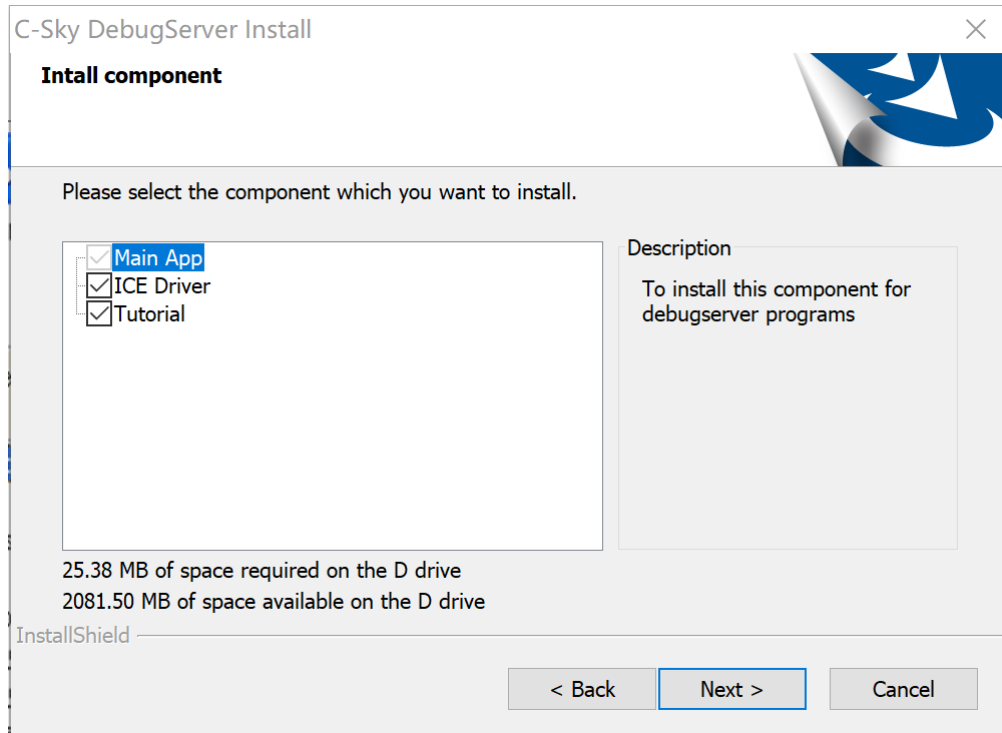 C-Sky DebugServer Install
Intall component
Please select the component which you want to install.
Main App
ICE Driver
Tutorial
Description
To install this component for
debugserver programs
25.38 MB of space required on the D drive
2081.50 MB of space available on the D drive
InstallShield
< Back
Next >
Cancel